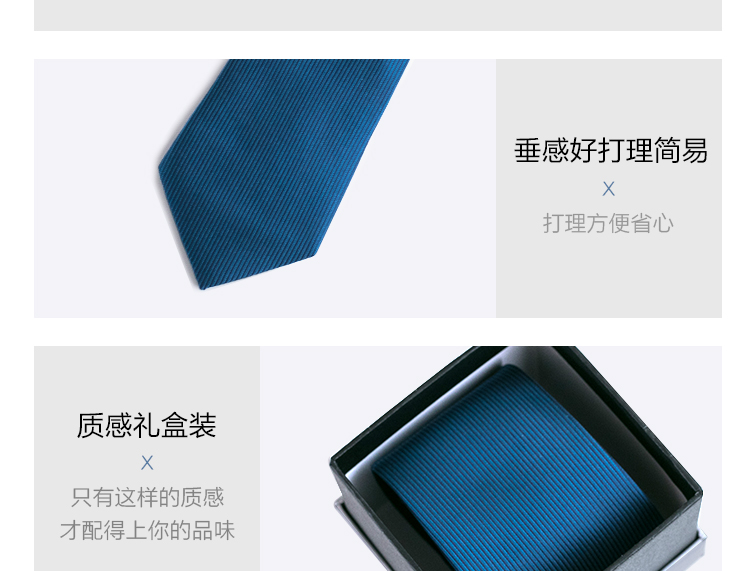 垂感好打理简易
X
打理方便省心
质感礼盒装
X
只有这样的质感
才配得上你的品味